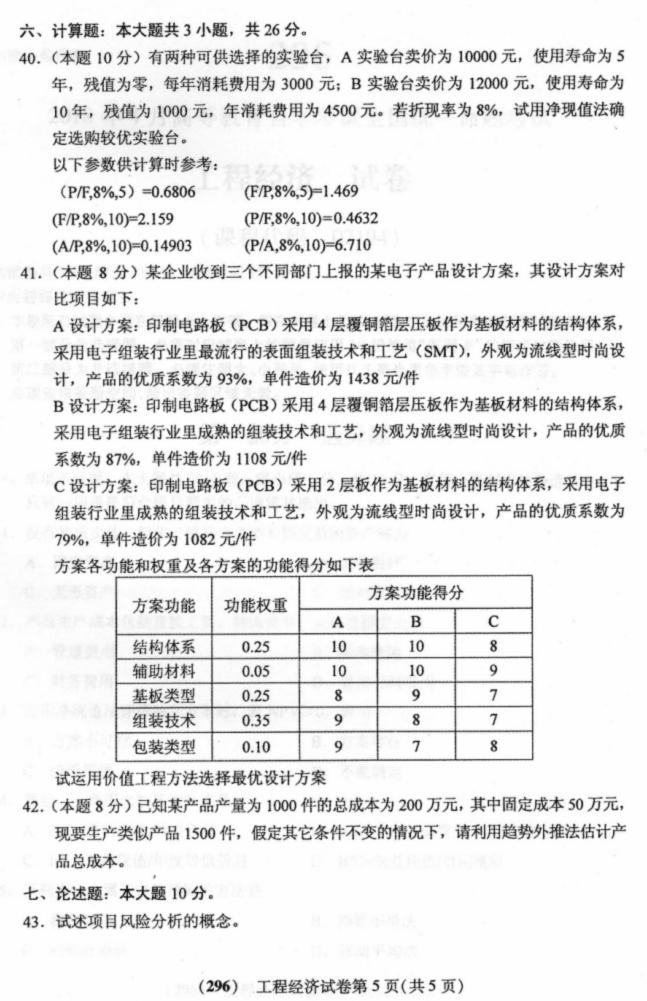 六、计算题：本大题共 3 小题，共 26 分。
40.（本题 10 分）有两种可供选择的实验台，A 实验台卖价为 10000 元，使用寿命为 5
年，残值为零，每年消耗费用为 3000 元；B 实验台卖价为 12000 元，使用寿命为
10 年，残值为 1000 元，年消耗费用为 4500 元。若折现率为 8%，试用净现值法确
定选购较优实验台。
以下参数供计算时参考：
（P/F,8%,5）=0.6806 (F/P,8%,5)=1.469
(F/P,8%,10)=2.159 (P/F,8%,10)=0.4632
(A/P,8%,10)=0.14903 (P/A,8%,10)=6.710
41.（本题 8 分）某企业收到三个不同部门上报的某电子产品设计方案，其设计方案对
比项目如下：
A 设计方案：印制电路板（PCB）采用 4 层覆铜箔层压板作为基板材料的结构体系，
采用电子组装行业里最流行的表面组装技术和工艺（SMT），外观为流线型时尚设
计，产品的优质系数为 93%，单件造价为 1438 元/件
B 设计方案：印制电路板（PCB）采用 4 层覆铜箔层压板作为基板材料的结构体系，
采用电子组装行业里成熟的组装技术和工艺，外观为流线型时尚设计，产品的优质
系数为 87%，单件造价为 1108 元/件
C 设计方案：印制电路板（PCB）采用 2 层板作为基板材料的结构体系，采用电子
组装行业里成熟的组装技术和工艺，外观为流线型时尚设计，产品的优质系数为
79%，单件造价为 1082 元/件
方案各功能和权重及各方案的功能得分如下表
方案功能 功能权重 方案功能得分
A B C
结构体系 0.25 10 10 8
辅助材料 0.05 10 10 9
基板类型 0.25 8 9 7
组装技术 0.35 9 8 7
包装类型 0.10 9 7 8
试运用价值工程方法选择最优设计方案
42.（本题 8 分）已知某产品产量为 1000 件的总成本为 200 万元，其中固定成本 50 万元，
现要生产类似产品 1500 件，假定其它条件不变的情况下，请利用趋势外推法估计产
品总成本。
七、论述题：本大题 10 分。
43. 试述项目风险分析的概念。
(296) 工程经济试卷第 5 页(共 5 页)